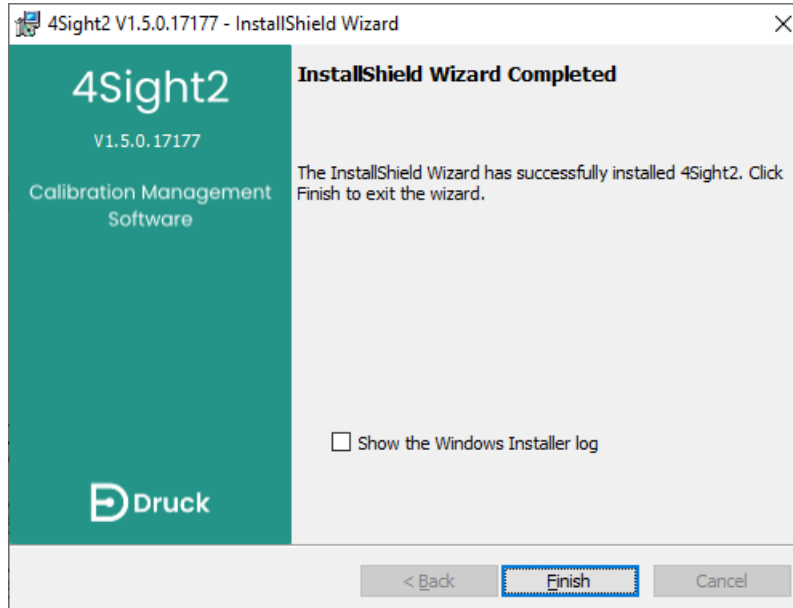 4Sight2 V1.5.0.17177 - InstallShield Wizard
4Sight2
V1.5.0.17177
Calibration Management
Software
Druck
InstallShield Wizard Completed
The InstallShield Wizard has successfully installed 4Sight2. Click
Finish to exit the wizard.
Show the Windows Installer log
< Back
Finish
Cancel